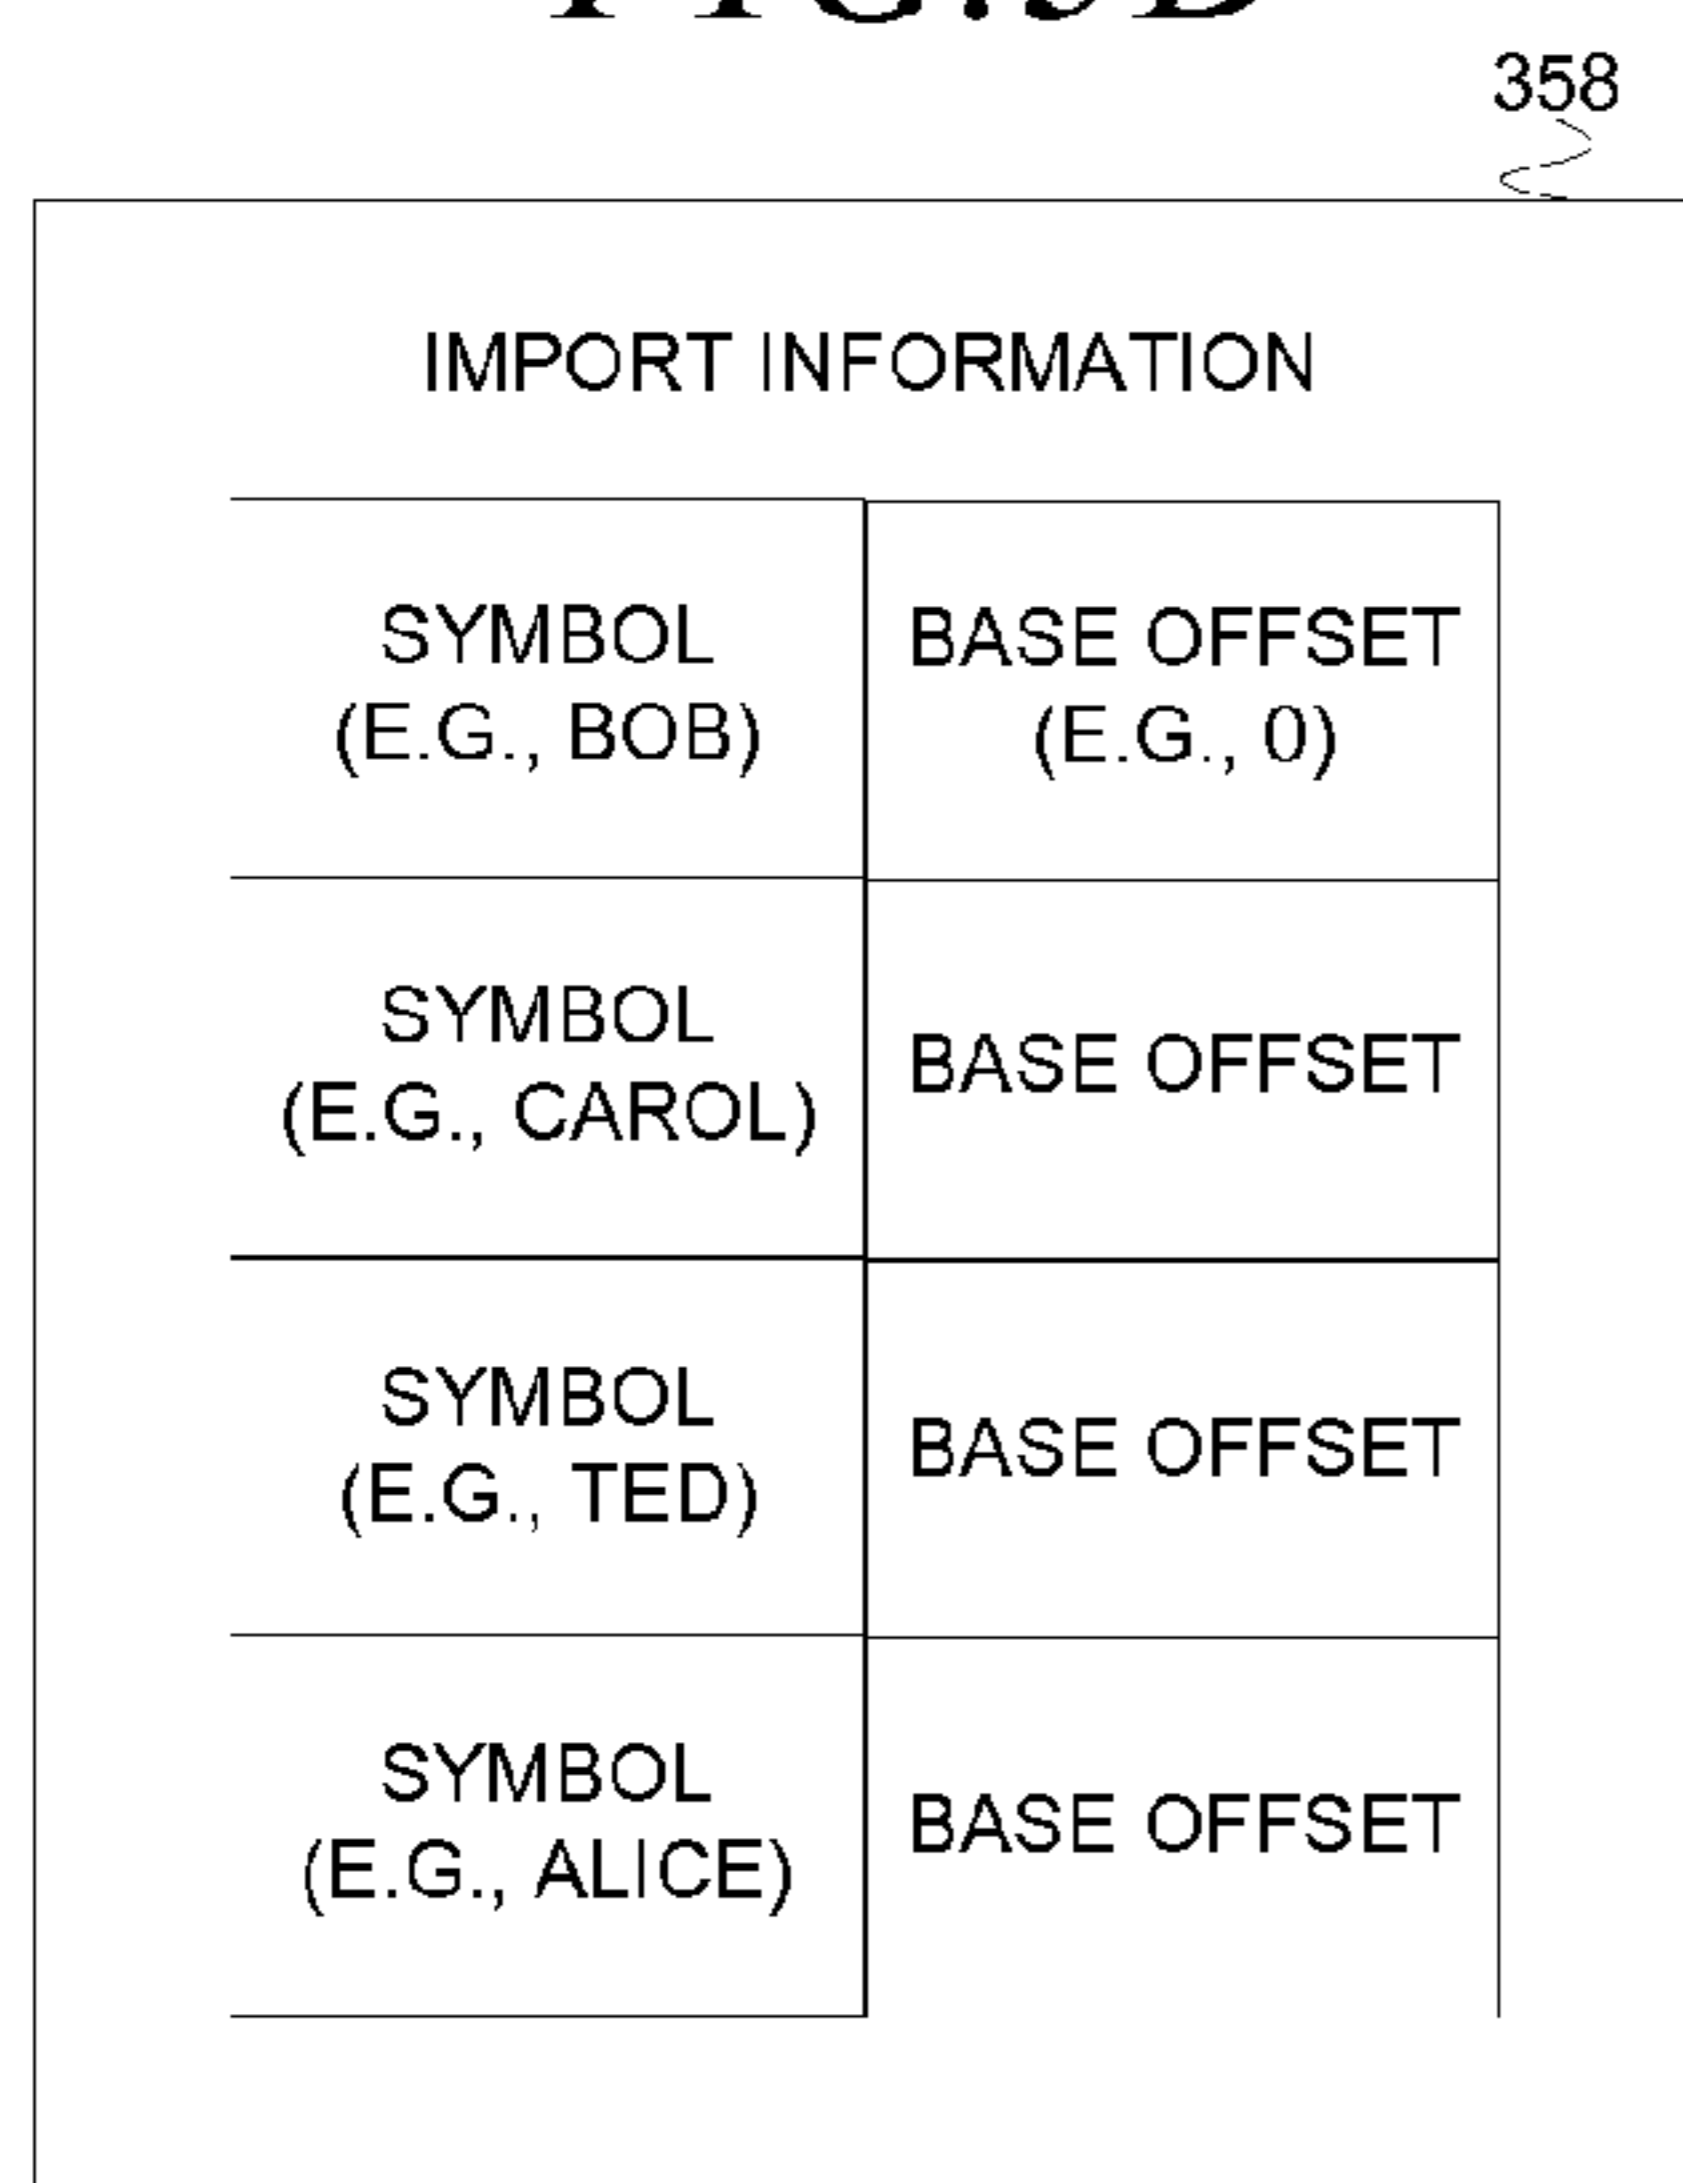 358
IMPORT INFORMATION
SYMBOL
(E.G., BOB)
BASE OFFSET
(E.G., 0)
SYMBOL
(E.G., CAROL)
BASE OFFSET
SYMBOL
(E.G., TED)
BASE OFFSET
SYMBOL
(E.G., ALICE)
BASE OFFSET